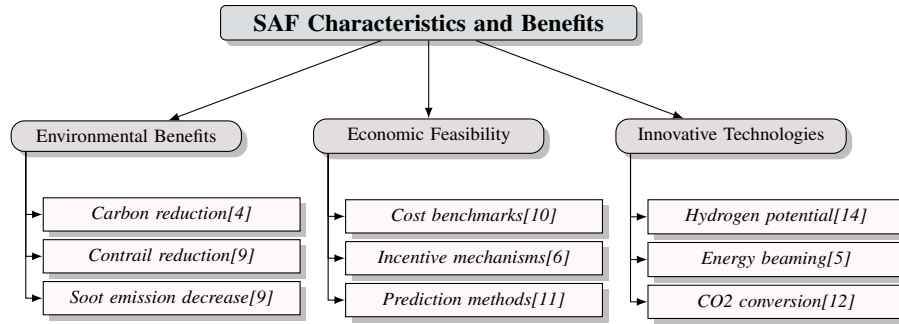 SAF Characteristics and Benefits
Environmental Benefits
Carbon reduction[4]
Contrail reduction[9]
Soot emission decrease[9]
Economic Feasibility
Cost benchmarks[10]
Incentive mechanisms[6]
Prediction methods[11]
Innovative Technologies
Hydrogen potential[14]
Energy beaming[5]
CO2 conversion[12]